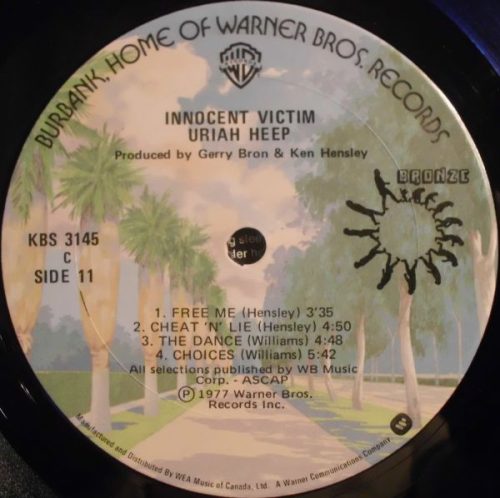 BURBANK, HOME OF WARNER BROS. RECORDS
WB
INNOCENT VICTIM
URIAH HEEP
Produced by Gerry Bron & Ken Hensley
BRONZE
KBS 3145
C
SIDE 11
1. FREE ME (Hensley) 3'35
2. CHEAT 'N' LIE (Hensley) 4:50
3. THE DANCE (Williams) 4:48
4. CHOICES (Williams) 5:42
All selections published by WB Music
Corp. - ASCAP
Ⓟ 1977 Warner Bros.
Records Inc.
Manufactured and Distributed By WEA Music of Canada, Ltd. A Warner Communications Company